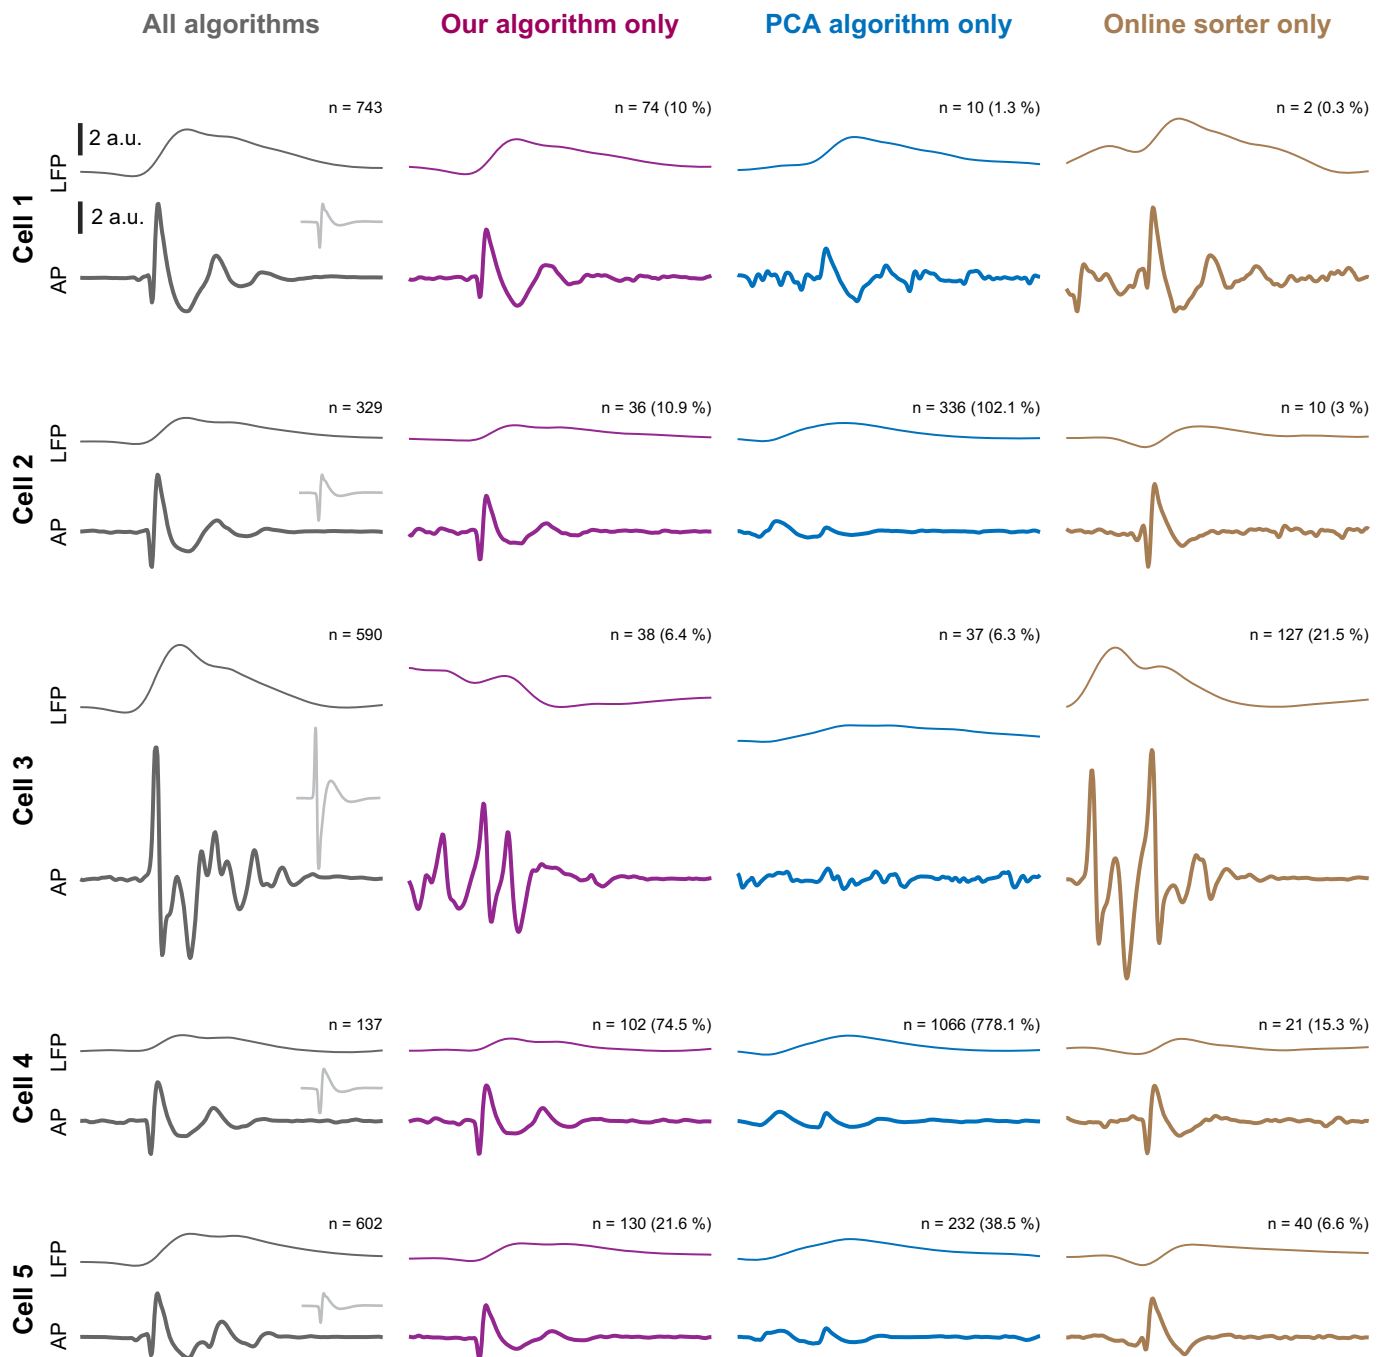 All algorithms
Our algorithm only
PCA algorithm only
Online sorter only
Cell 1
LFP
2 a.u.
n = 743
n = 74 (10 %)
n = 10 (1.3 %)
n = 2 (0.3 %)
AP
2 a.u.
Cell 2
LFP
n = 329
n = 36 (10.9 %)
n = 336 (102.1 %)
n = 10 (3 %)
AP
Cell 3
LFP
n = 590
n = 38 (6.4 %)
n = 37 (6.3 %)
n = 127 (21.5 %)
AP
Cell 4
LFP
n = 137
n = 102 (74.5 %)
n = 1066 (778.1 %)
n = 21 (15.3 %)
AP
Cell 5
LFP
n = 602
n = 130 (21.6 %)
n = 232 (38.5 %)
n = 40 (6.6 %)
AP